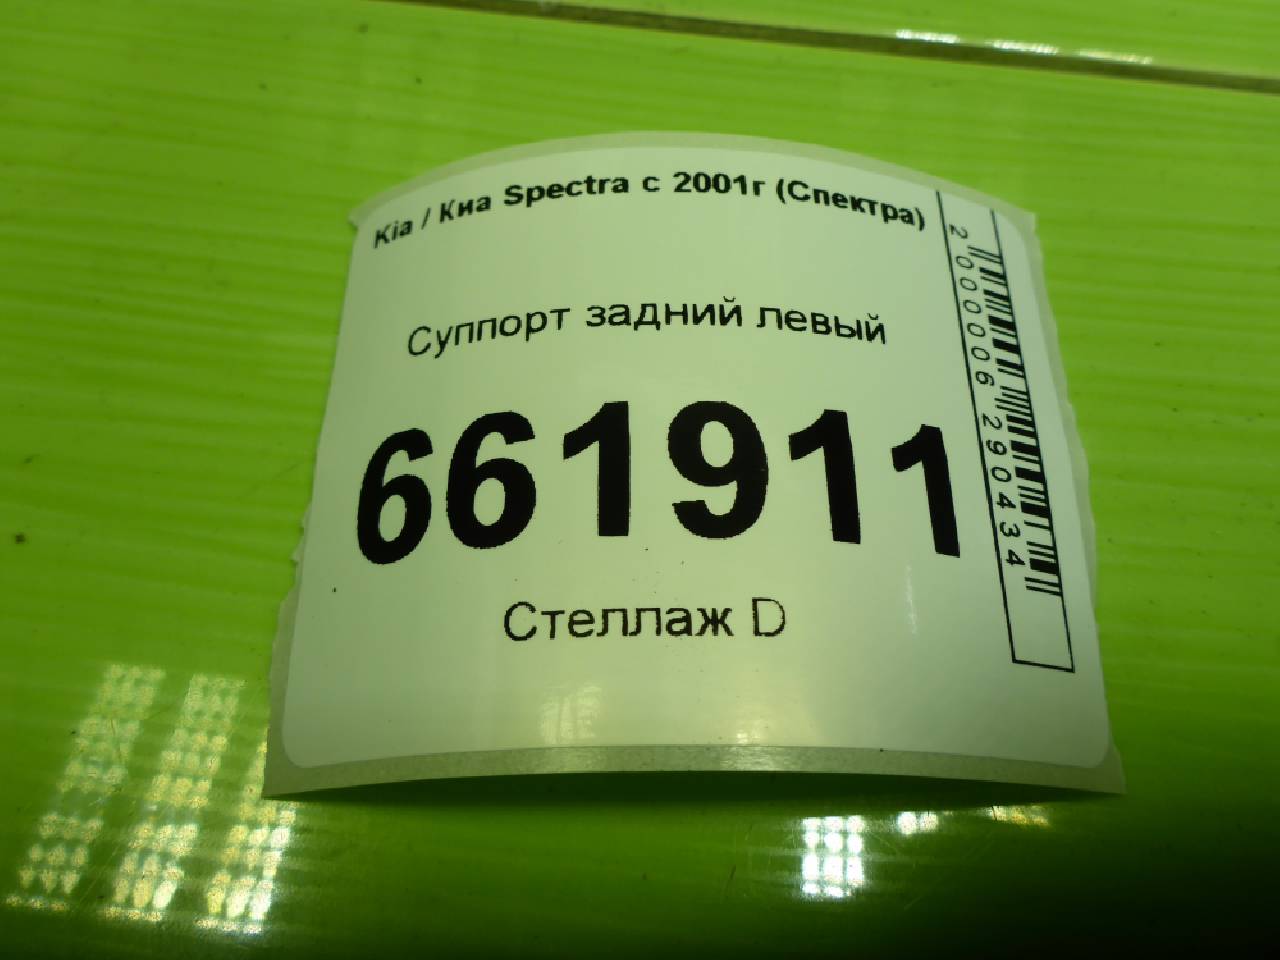 Kia / Киа Spectra с 2001г (Спектра)
Суппорт задний левый
661911
Стеллаж D
2000006290434